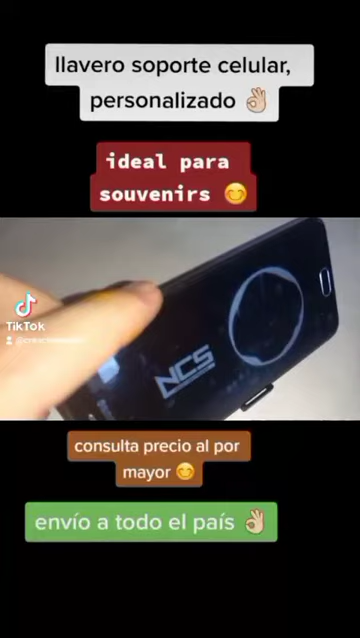 llavero soporte celular,
personalizado 👌🏼
ideal para
souvenirs 😊
NCS
TikTok
consulta precio al por
mayor 😊
envío a todo el país 👌🏼